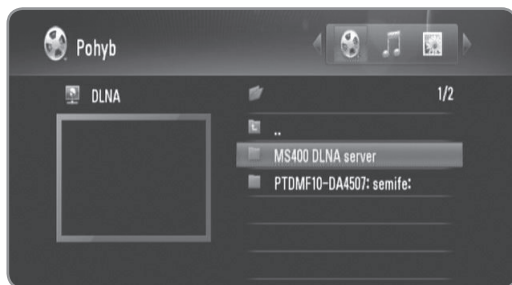 Pohyb
DLNA
1/2
..
MS400 DLNA server
PTDMF10-DA4507: semife: